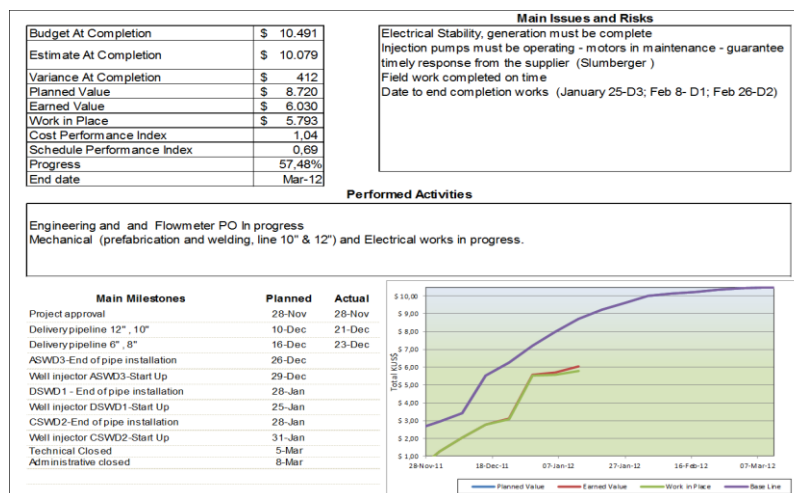 Budget At Completion $ 10.491
Estimate At Completion $ 10.079
Variance At Completion $ 412
Planned Value $ 8.720
Earned Value $ 6.030
Work in Place $ 5.793
Cost Performance Index 1,04
Schedule Performance Index 0,69
Progress 57,48%
End date Mar-12
Main Issues and Risks
Electrical Stability, generation must be complete
Injection pumps must be operating - motors in maintenance - guarantee
timely response from the supplier (Slumberger )
Field work completed on time
Date to end completion works (January 25-D3; Feb 8- D1; Feb 26-D2)
Performed Activities
Engineering and and Flowmeter PO In progress
Mechanical (prefabrication and welding, line 10" & 12") and Electrical works in progress.
Main Milestones Planned Actual
Project approval 28-Nov 28-Nov
Delivery pipeline 12" , 10" 10-Dec 21-Dec
Delivery pipeline 6" , 8" 16-Dec 23-Dec
ASWD3-End of pipe installation 26-Dec
Well injector ASWD3-Start Up 29-Dec
DSWD1 - End of pipe installation 28-Jan
Well injector DSWD1-Start Up 25-Jan
CSWD2-End of pipe installation 28-Jan
Well injector CSWD2-Start Up 31-Jan
Technical Closed 5-Mar
Administrative closed 8-Mar
Total KUS$
$ 10,00
$ 9,00
$ 8,00
$ 7,00
$ 6,00
$ 5,00
$ 4,00
$ 3,00
$ 2,00
$ 1,00
28-Nov-11 18-Dec-11 07-Jan-12 27-Jan-12 16-Feb-12 07-Mar-12
Planned Value Earned Value Work in Place Base Line